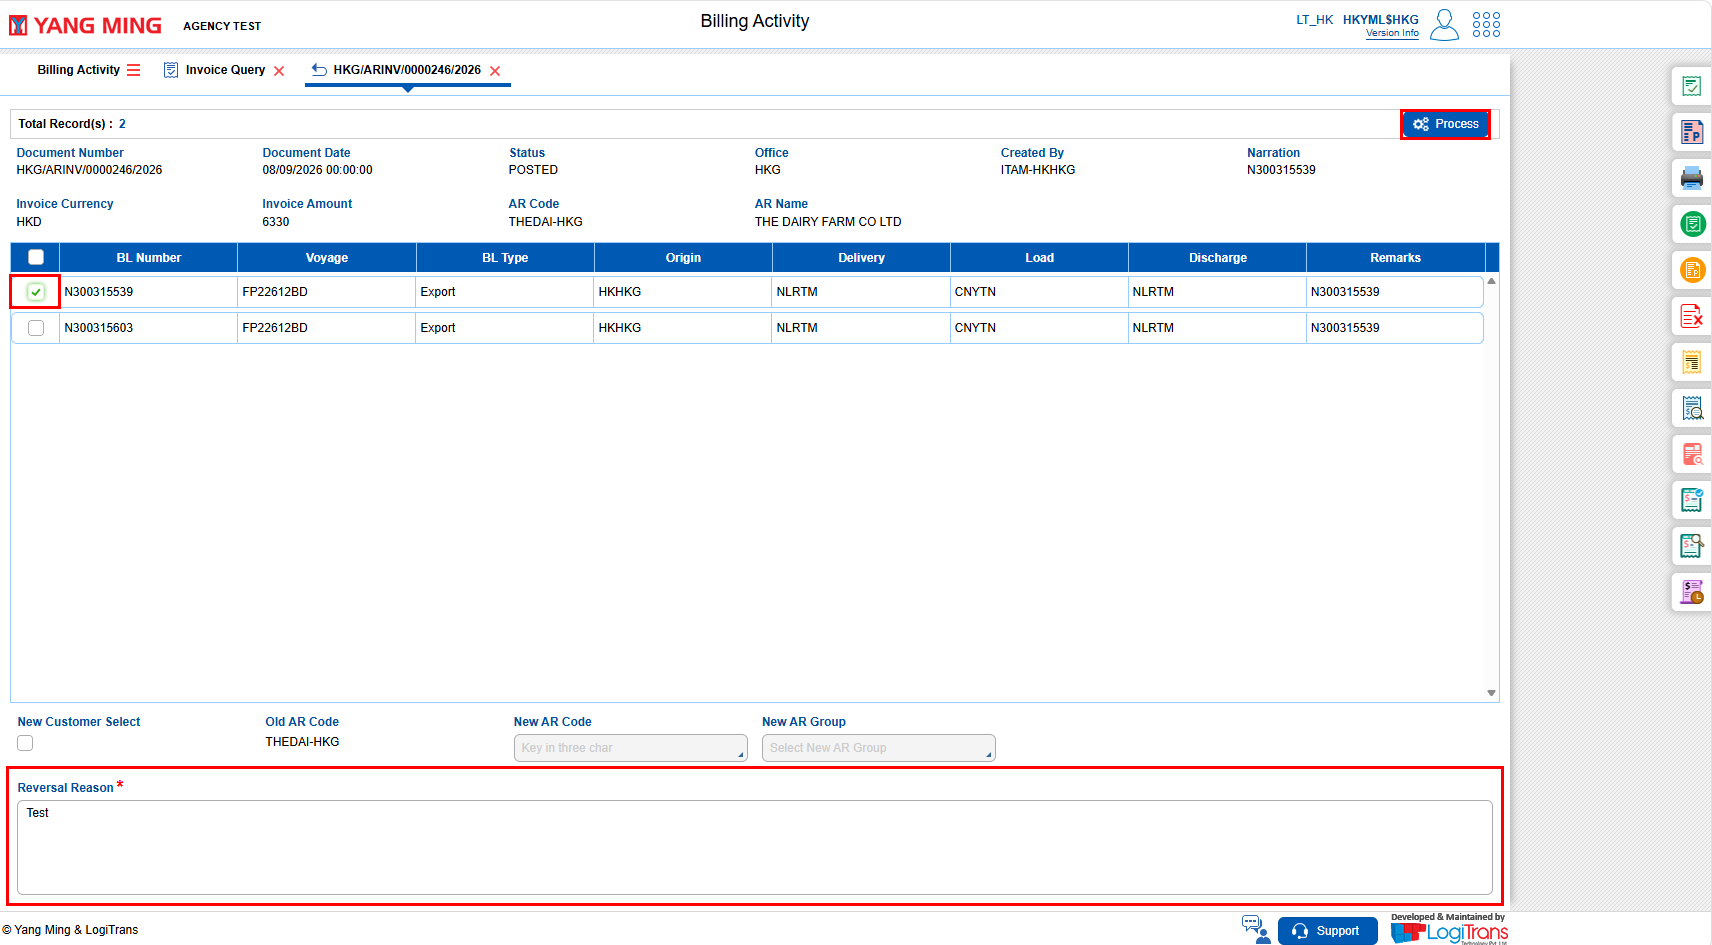 YANG MING AGENCY TEST Billing Activity LT_HK HKYML$HKG
Version Info
Billing Activity Invoice Query HKG/ARINV/0000246/2026
Total Record(s) : 2 Process
Document Number Document Date Status Office Created By Narration
HKG/ARINV/0000246/2026 08/09/2026 00:00:00 POSTED HKG ITAM-HKHKG N300315539
Invoice Currency Invoice Amount AR Code AR Name
HKD 6330 THEDAI-HKG THE DAIRY FARM CO LTD
BL Number Voyage BL Type Origin Delivery Load Discharge Remarks
N300315539 FP22612BD Export HKHKG NLRTM CNYTN NLRTM N300315539
N300315603 FP22612BD Export HKHKG NLRTM CNYTN NLRTM N300315539
New Customer Select Old AR Code New AR Code New AR Group
THEDAI-HKG Key in three char Select New AR Group
Reversal Reason *
Test
© Yang Ming & LogiTrans Support Developed & Maintained by
LogiTrans
Technology Pvt. Ltd.